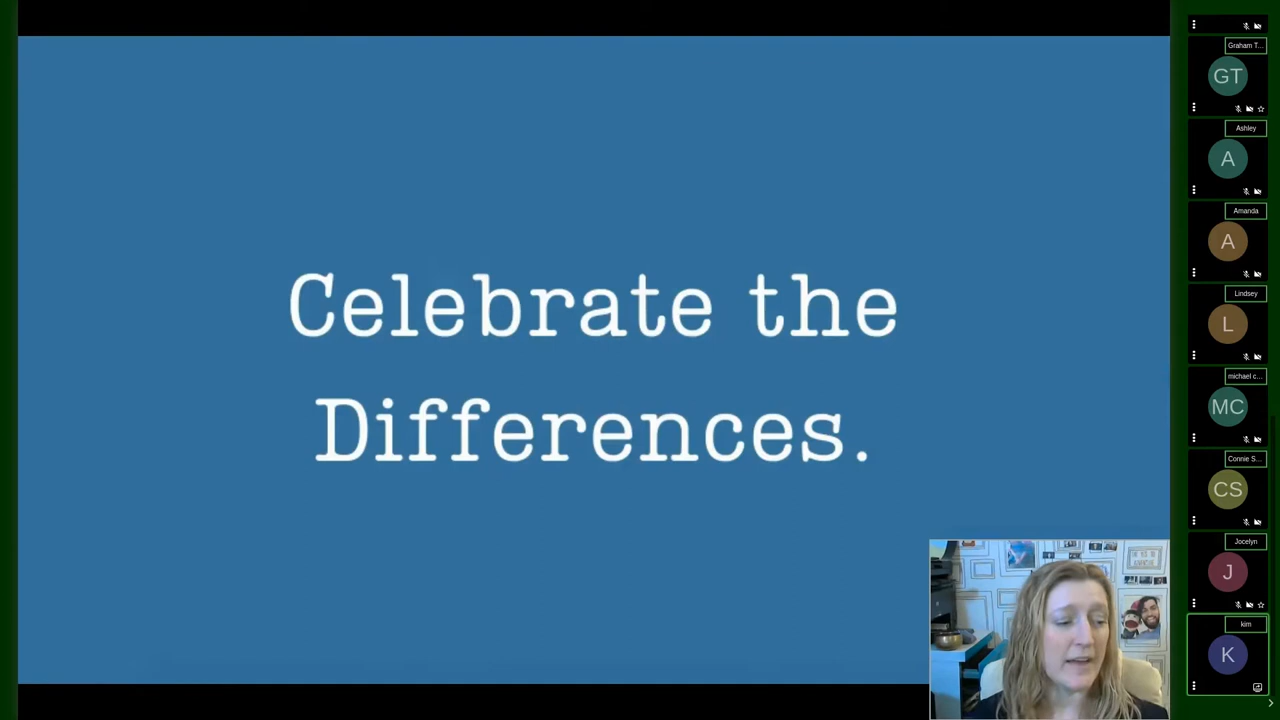 Celebrate the
Differences.
Graham T...
GT
Ashley
A
Amanda
A
Lindsey
L
michael c...
MC
Connie S...
CS
Jocelyn
J
kim
K